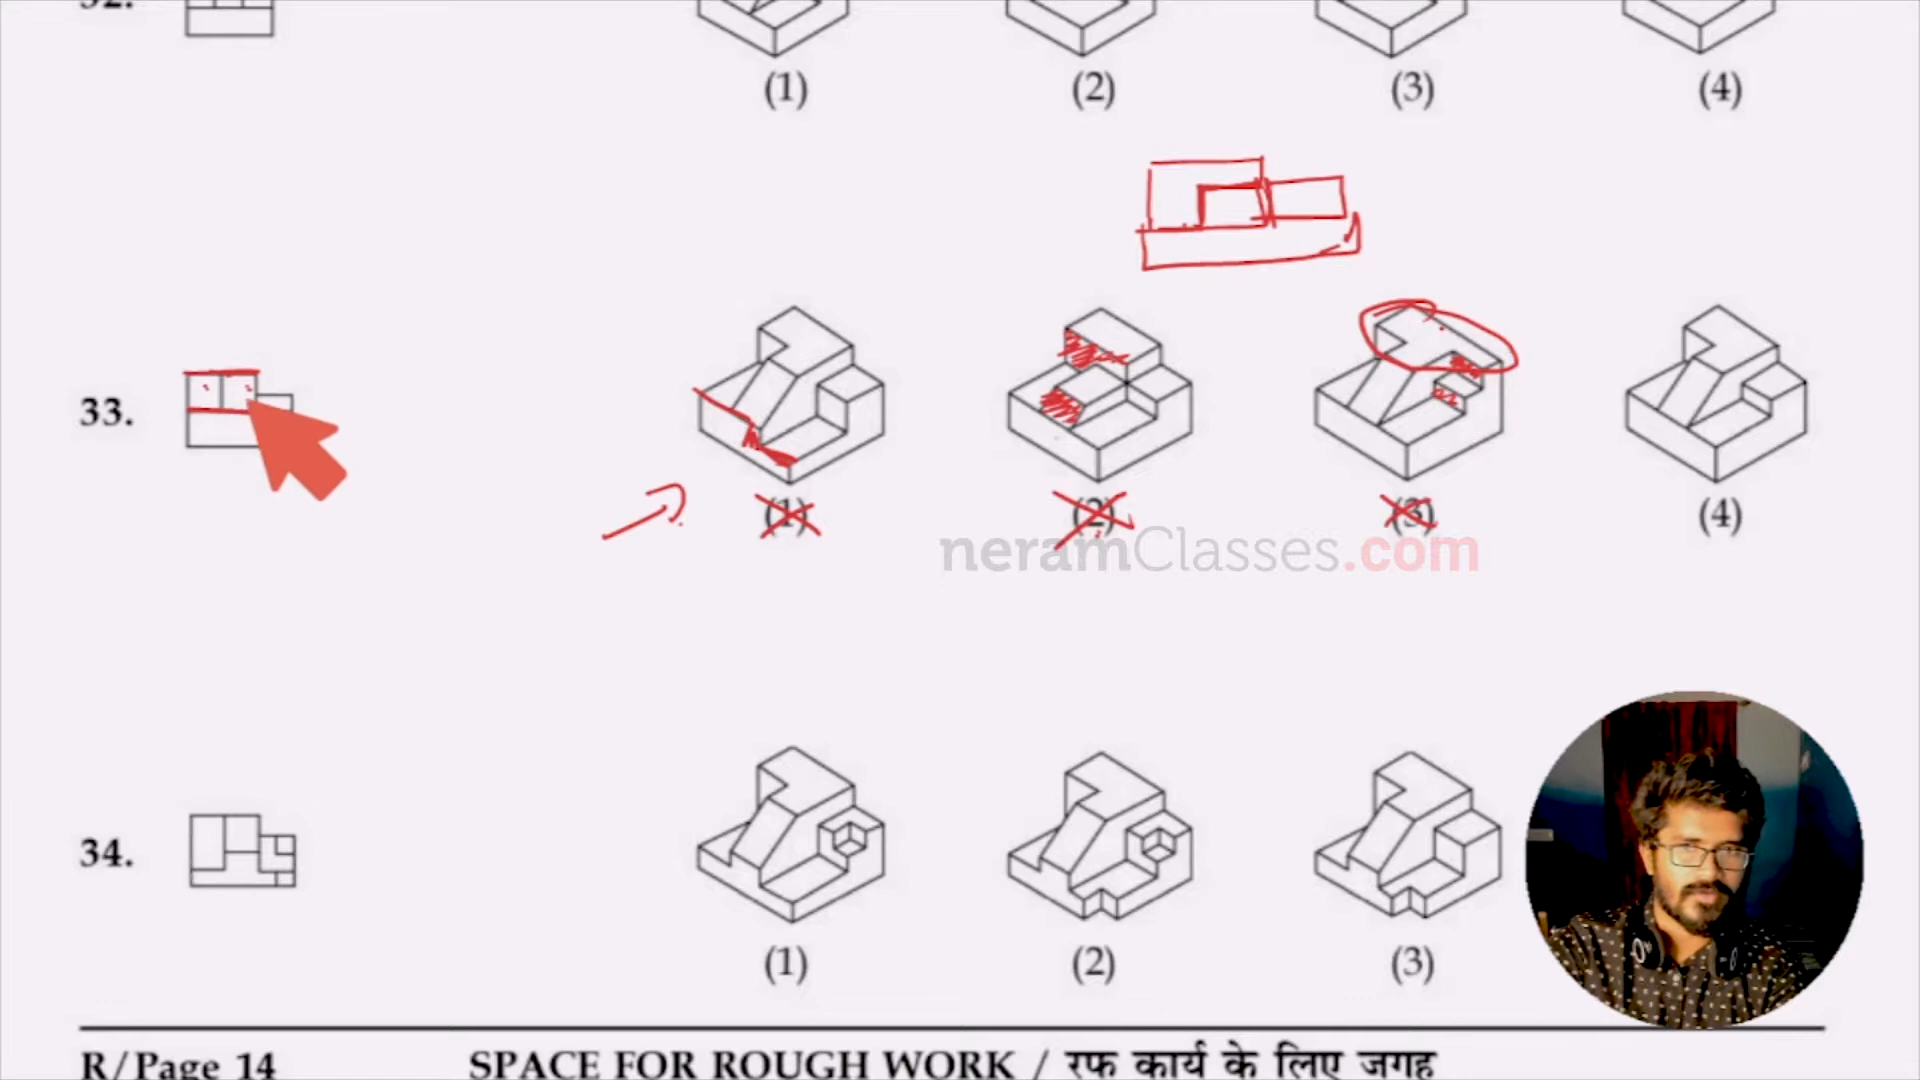 32.
(1) (2) (3) (4)
33.
(1) (2) (3) (4)
neramClasses.com
34.
(1) (2) (3)
R/Page 14 SPACE FOR ROUGH WORK / रफ कार्य के लिए जगह